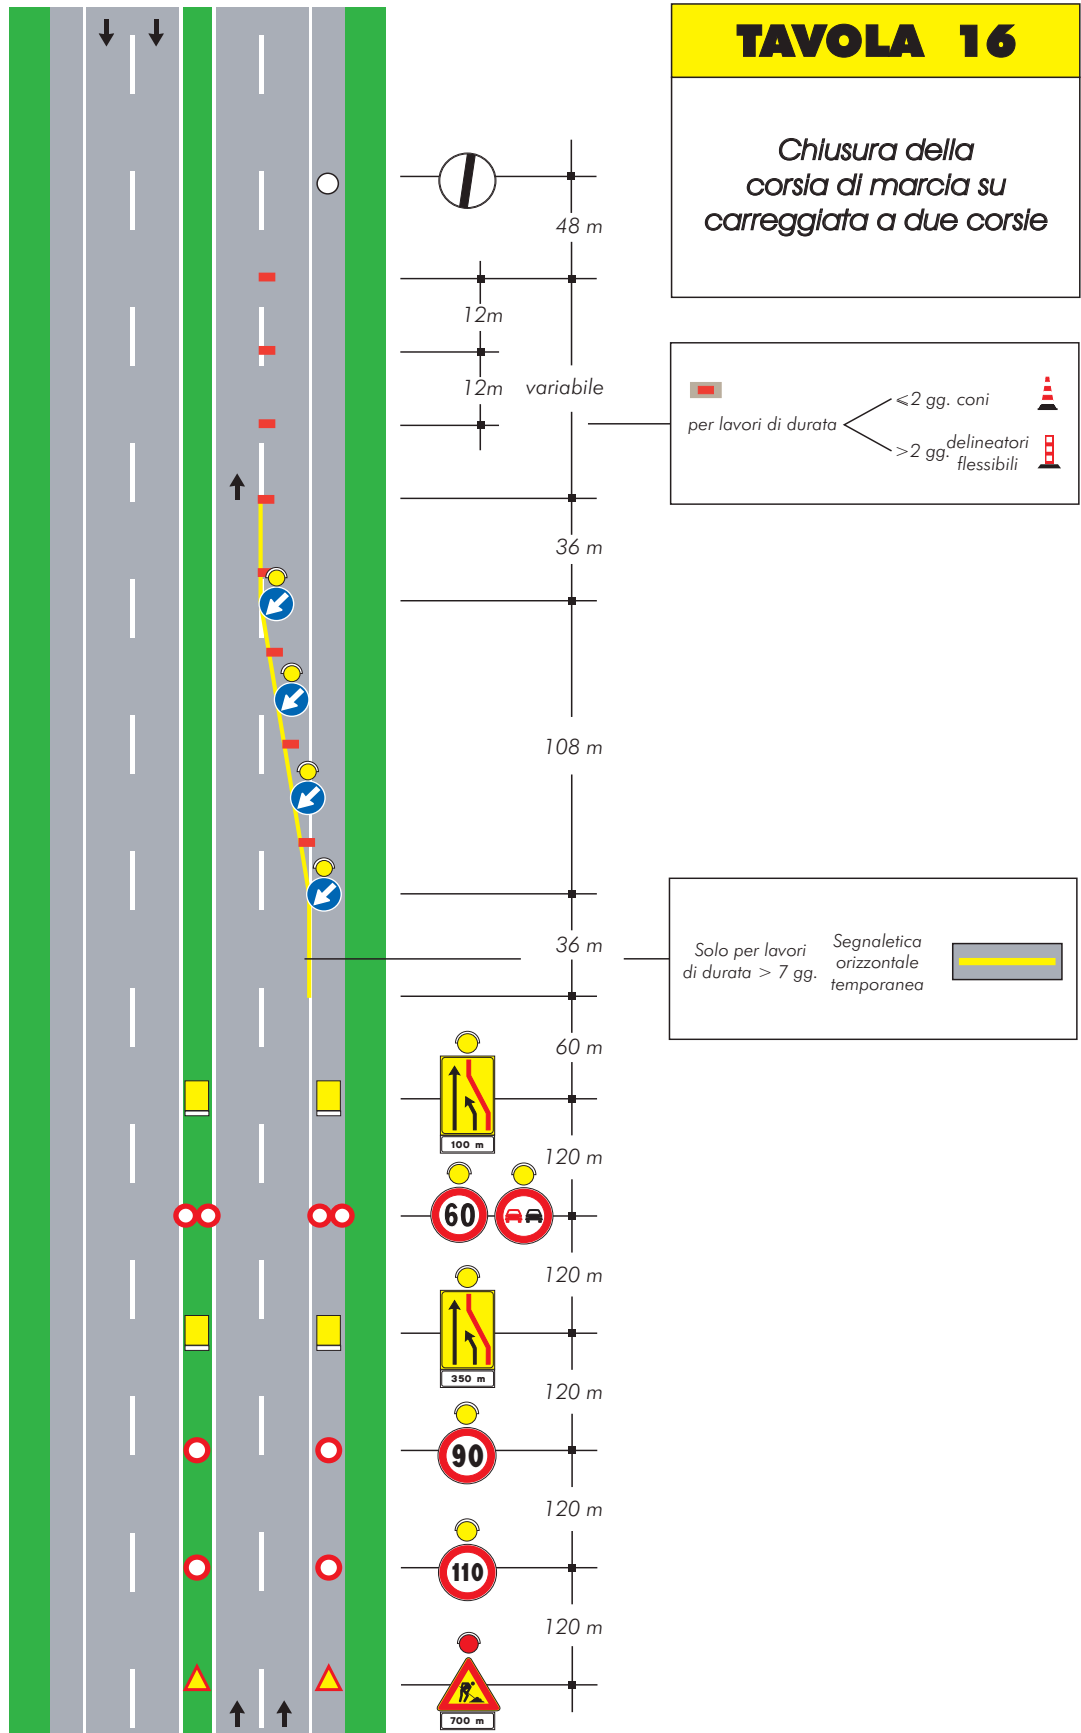 TAVOLA 16
Chiusura della
corsia di marcia su
carreggiata a due corsie
48 m
12m
12m
variabile
per lavori di durata
⩽2 gg. coni
>2 gg. delineatori
flessibili
36 m
108 m
36 m
Solo per lavori
di durata > 7 gg.
Segnaletica
orizzontale
temporanea
60 m
100 m
120 m
60
120 m
350 m
120 m
90
120 m
110
120 m
700 m